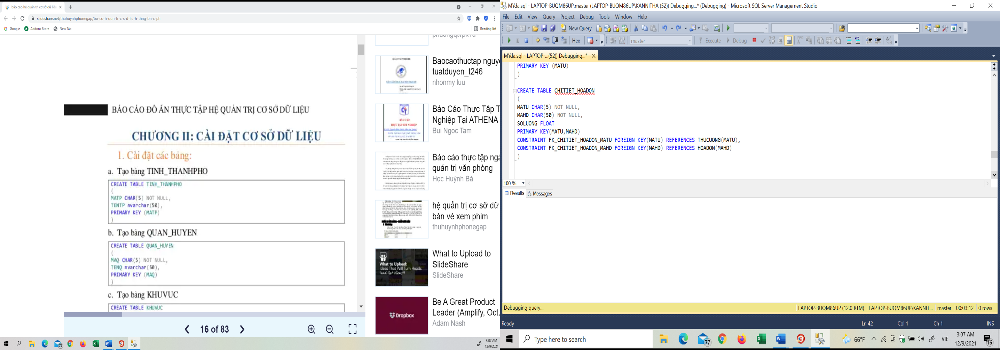 báo cáo hệ quản trị cơ sở dữ liệ
slideshare.net/thuhuynhphonegap/bo-co-h-qun-tr-c-s-d-liu-h-thng-bn-c-ph
Google Addons Store New Tab
Reading list
phuongqtvpk1d
BÁO CÁO ĐỒ ÁN THỰC TẬP HỆ QUẢN TRỊ CƠ SỞ DỮ LIỆU
CHƯƠNG II: CÀI ĐẶT CƠ SỞ DỮ LIỆU
1. Cài đặt các bảng:
a. Tạo bảng TINH_THANHPHO
CREATE TABLE TINH_THANHPHO
(
MATP CHAR(5) NOT NULL,
TENTP nvarchar(50),
PRIMARY KEY (MATP)
)
b. Tạo bảng QUAN_HUYEN
CREATE TABLE QUAN_HUYEN
(
MAQ CHAR(5) NOT NULL,
TENQ nvarchar(50),
PRIMARY KEY (MAQ)
)
c. Tạo bảng KHUVUC
CREATE TABLE KHUVUC
16 of 83
Baocaothuctap nguye
tuatduyen_t246
nhonmy luu
Báo Cáo Thực Tập T
Nghiệp Tại ATHENA
Bui Ngoc Tam
Báo cáo thực tập ngà
quản trị văn phòng
Học Huỳnh Bá
hệ quản trị cơ sỡ dữ
bán vé xem phim
thuhuynhphonegap
What to Upload:
Ideas That Will Turn Heads
(and Get Views!)
What to Upload to
SlideShare
SlideShare
Dropbox
Be A Great Product
Leader (Amplify, Oct.
Adam Nash
77
3:07 AM
12/9/2021
MYda.sql - LAPTOP-BUQM86UP.master (LAPTOP-BUQM86UP\KANNITHA (52)) Debugging...* (Debugging) - Microsoft SQL Server Management Studio
File Edit View Query Project Debug Tools Window Help
New Query
Hex master Execute Debug
MYda.sql - LAPTOP-...(52)) Debugging...*
PRIMARY KEY (MATU)
)
CREATE TABLE CHITIET_HOADON
(
MATU CHAR(5) NOT NULL,
MAHD CHAR(50) NOT NULL,
SOLUONG FLOAT
PRIMARY KEY(MATU,MAHD)
CONSTRAINT FK_CHITIET_HOADON_MATU FOREIGN KEY(MATU) REFERENCES THUCUONG(MATU),
CONSTRAINT FK_CHITIET_HOADON_MAHD FOREIGN KEY(MAHD) REFERENCES HOADON(MAHD)
)
100 %
Results Messages
Debugging query... LAPTOP-BUQM86UP (12.0 RTM) LAPTOP-BUQM86UP\KANNIT... master 00:03:12 0 rows
Ready Ln 42 Col 1 Ch 1 INS
Type here to search
77
66°F VIE
3:07 AM
12/9/2021
16